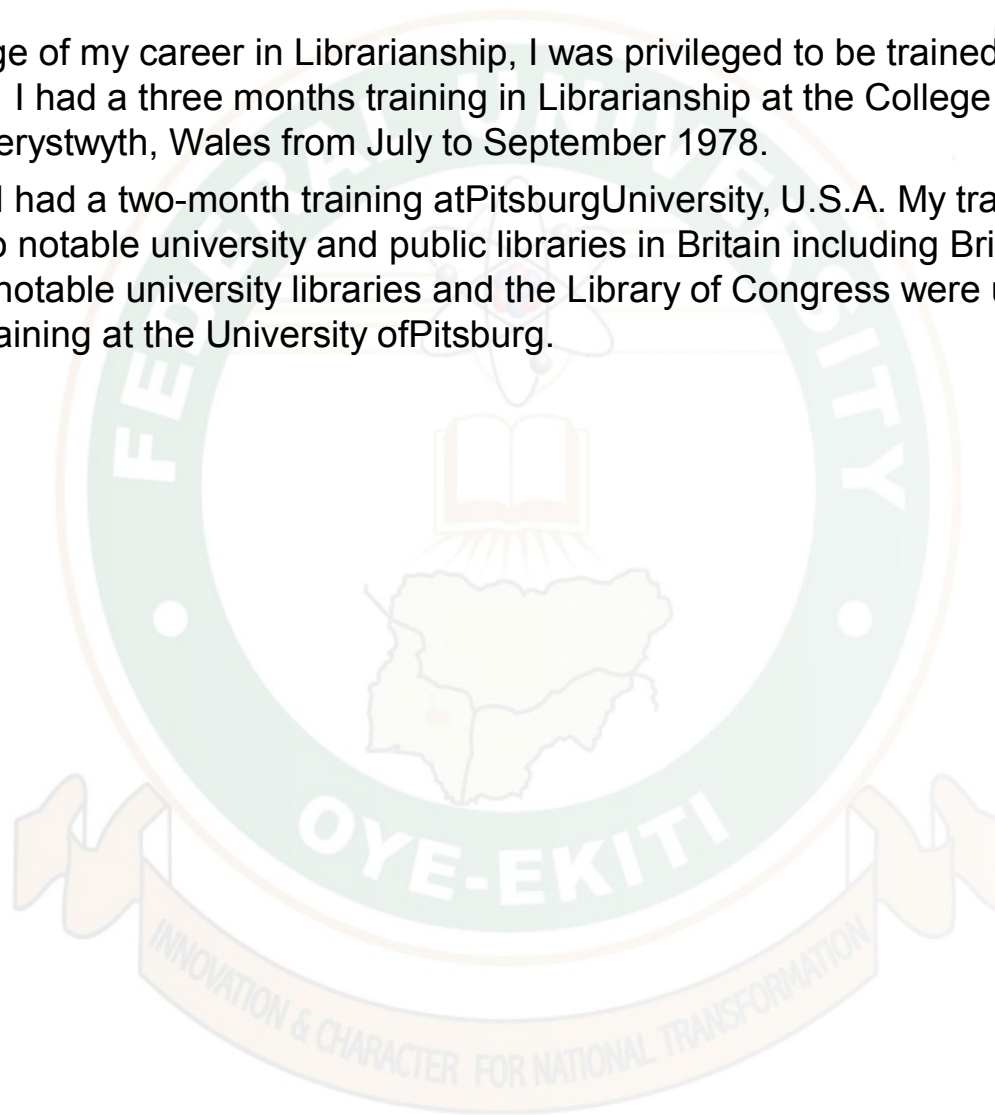 ge of my career in Librarianship, I was privileged to be trained
I had a three months training in Librarianship at the College
erystwyth, Wales from July to September 1978.
I had a two-month training atPitsburgUniversity, U.S.A. My tra
o notable university and public libraries in Britain including Bri
notable university libraries and the Library of Congress were u
aining at the University ofPitsburg.
FEDERAL UNIVERSITY
OYE-EKITI
INNOVATION & CHARACTER FOR NATIONAL TRANSFORMATION